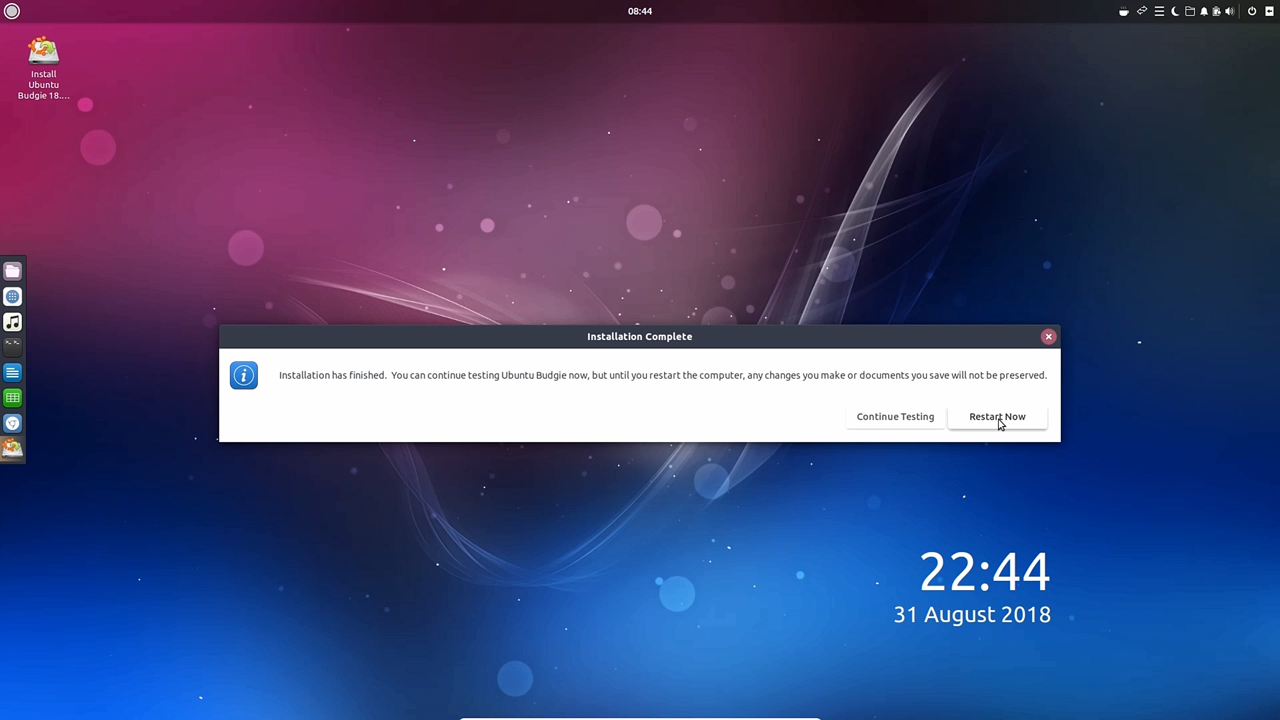 08:44
Install
Ubuntu
Budgie 18....
Installation Complete
Installation has finished.  You can continue testing Ubuntu Budgie now, but until you restart the computer, any changes you make or documents you save will not be preserved.
Continue Testing
Restart Now
22:44
31 August 2018